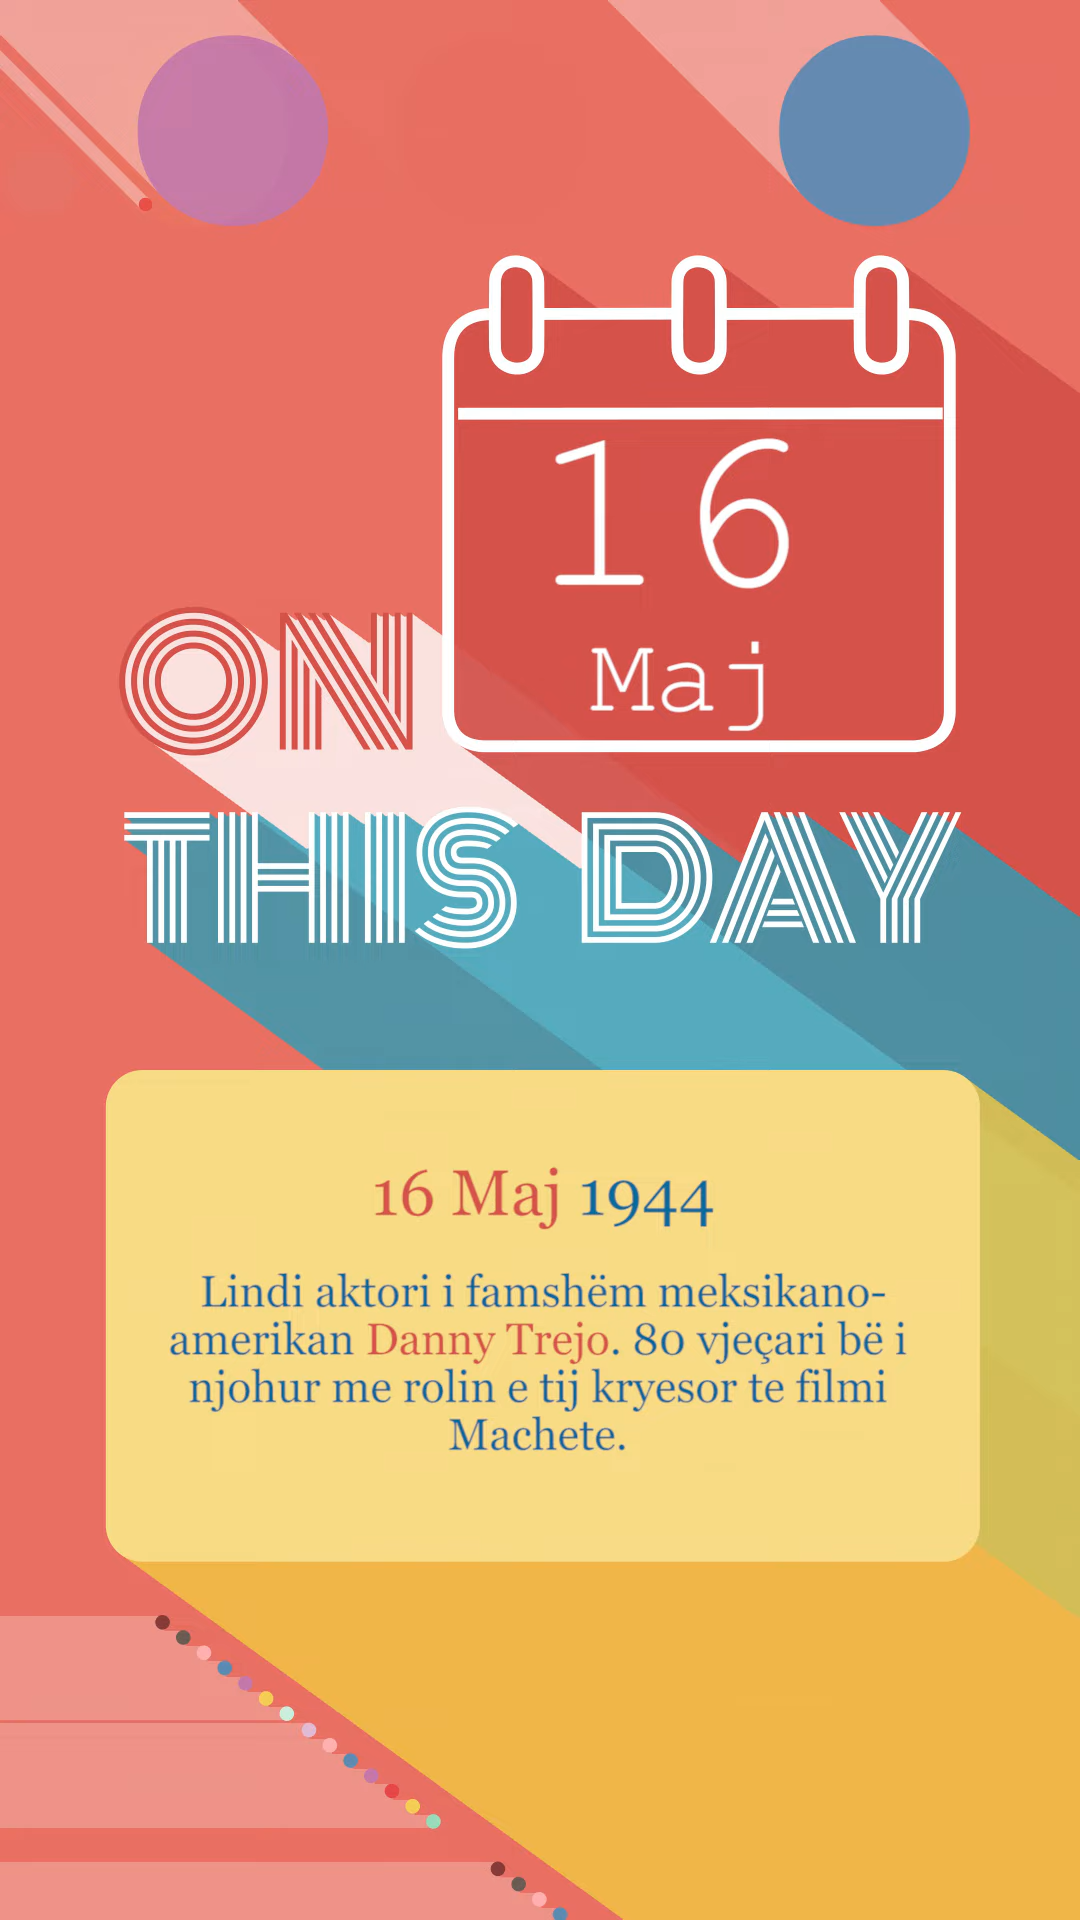 16
Maj
ON
THIS DAY
16 Maj 1944
Lindi aktori i famshëm meksikano-
amerikan Danny Trejo. 80 vjeçari bë i
njohur me rolin e tij kryesor te filmi
Machete.